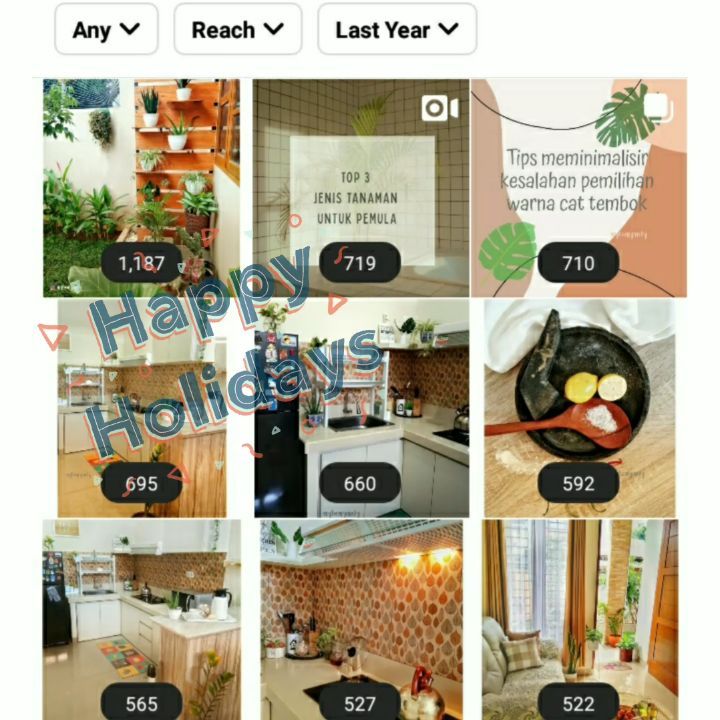 Any
Reach
Last Year
TOP 3
JENIS TANAMAN
UNTUK PEMULA
Tips meminimalisir
kesalahan pemilihan
warna cat tembok
1,187
719
710
Happy
Holidays
695
660
592
565
527
522